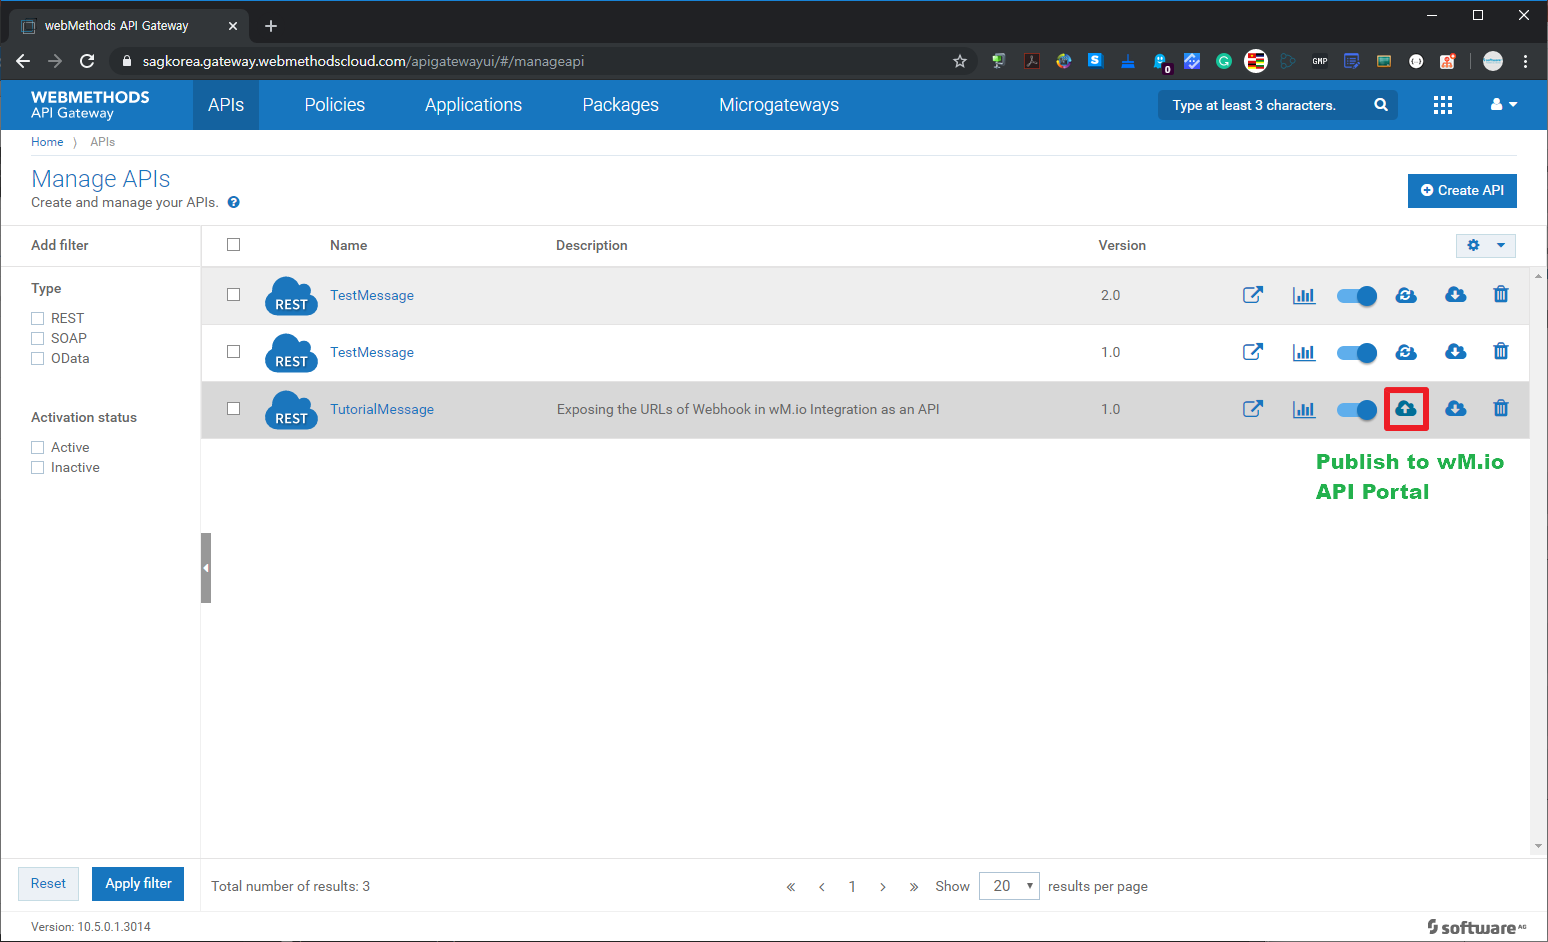 webMethods API Gateway
sagkorea.gateway.webmethodscloud.com/apigatewayui/#/manageapi
S
0
G
GMP
WEBMETHODS
API Gateway
APIs
Policies
Applications
Packages
Microgateways
Type at least 3 characters.
Home
APIs
Manage APIs
Create and manage your APIs.
Create API
Add filter
Name
Description
Version
Type
REST
SOAP
OData
Activation status
Active
Inactive
REST
TestMessage
2.0
REST
TestMessage
1.0
REST
TutorialMessage
Exposing the URLs of Webhook in wM.io Integration as an API
1.0
Publish to wM.io
API Portal
Reset
Apply filter
Total number of results: 3
« ‹ 1 › »
Show
20
results per page
Version: 10.5.0.1.3014
software AG